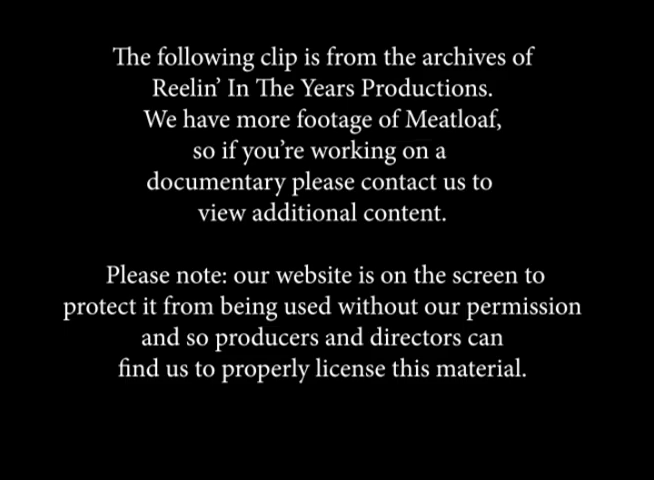 The following clip is from the archives of
Reelin’ In The Years Productions.
We have more footage of Meatloaf,
so if you’re working on a
documentary please contact us to
view additional content.
Please note: our website is on the screen to
protect it from being used without our permission
and so producers and directors can
find us to properly license this material.